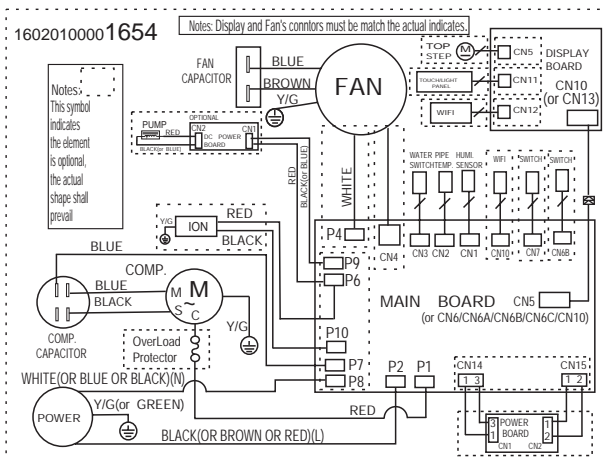 16020100001654
Notes: Display and Fan's conntors must be match the actual indicates.
Notes:
This symbol
indicates
the element
is optional,
the actual
shape shall
prevail
FAN
CAPACITOR
BLUE
BROWN
Y/G
FAN
TOP
STEP
M
CN5
DISPLAY
BOARD
TOUCH/LIGHT
PANEL
CN11
CN10
(or CN13)
WIFI
CN12
OPTIONAL
PUMP
RED
BLACK(or BLUE)
CN2
DC POWER
BOARD
CN1
RED
BLACK(or BLUE)
WHITE
WATER
SWITCH
PIPE
TEMP.
HUMI.
SENSOR
WIFI
SWITCH
SWITCH
Y/G
ION
RED
BLACK
P4
CN4
CN3
CN2
CN1
CN10
CN7
CN6B
BLUE
P9
P6
COMP.
BLUE
BLACK
M
S
C
M
~
Y/G
MAIN BOARD
CN5
(or CN6/CN6A/CN6B/CN6C/CN10)
COMP.
CAPACITOR
OverLoad
Protector
P10
P7
P8
P2
P1
CN14
1 3
CN15
1 2
WHITE(OR BLUE OR BLACK)(N)
POWER
Y/G(or GREEN)
RED
BLACK(OR BROWN OR RED)(L)
3
1
POWER
BOARD
CN1
CN2
1
2